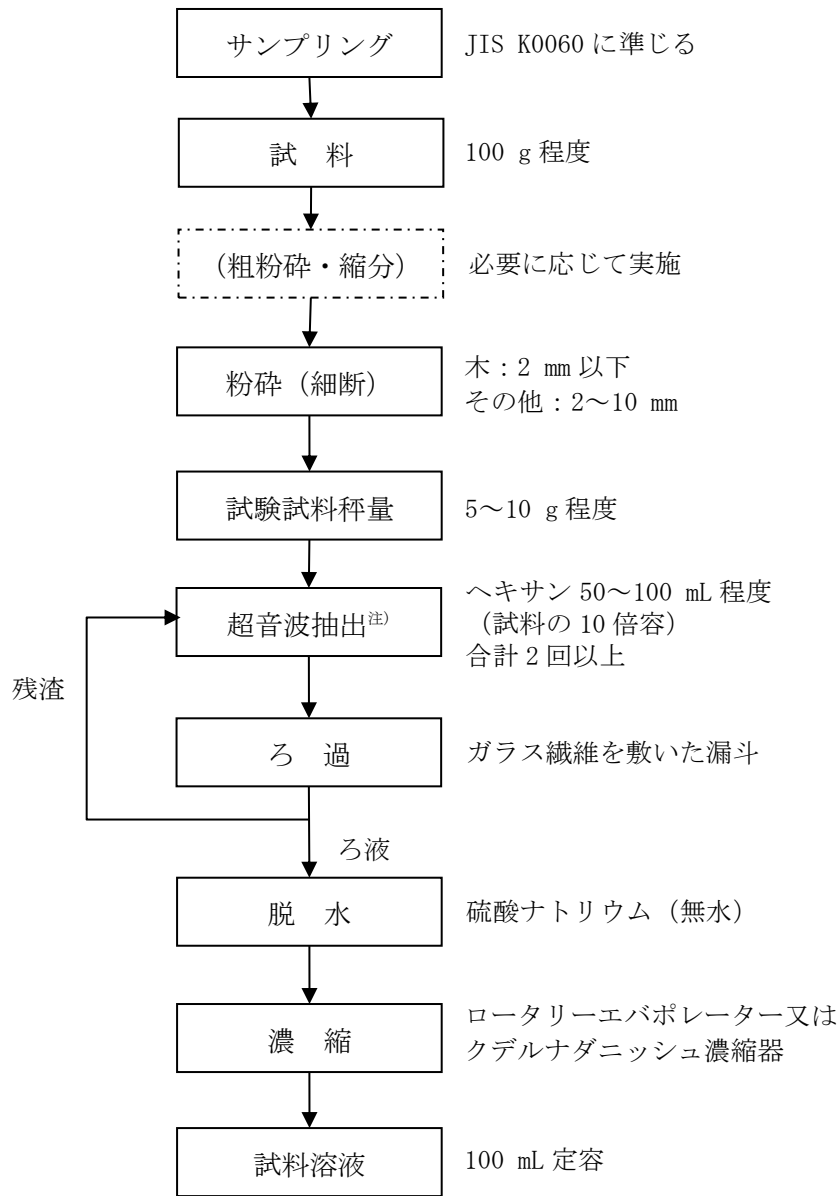 サンプリング
JIS K0060 に準じる
試 料
100 g 程度
(粗粉砕・縮分)
必要に応じて実施
粉砕（細断）
木：2 mm 以下
その他：2～10 mm
試験試料秤量
5～10 g 程度
超音波抽出注)
ヘキサン 50～100 mL 程度
（試料の 10 倍容）
合計 2 回以上
残渣
ろ 過
ガラス繊維を敷いた漏斗
ろ液
脱 水
硫酸ナトリウム（無水）
濃 縮
ロータリーエバポレーター又は
クデルナダニッシュ濃縮器
試料溶液
100 mL 定容